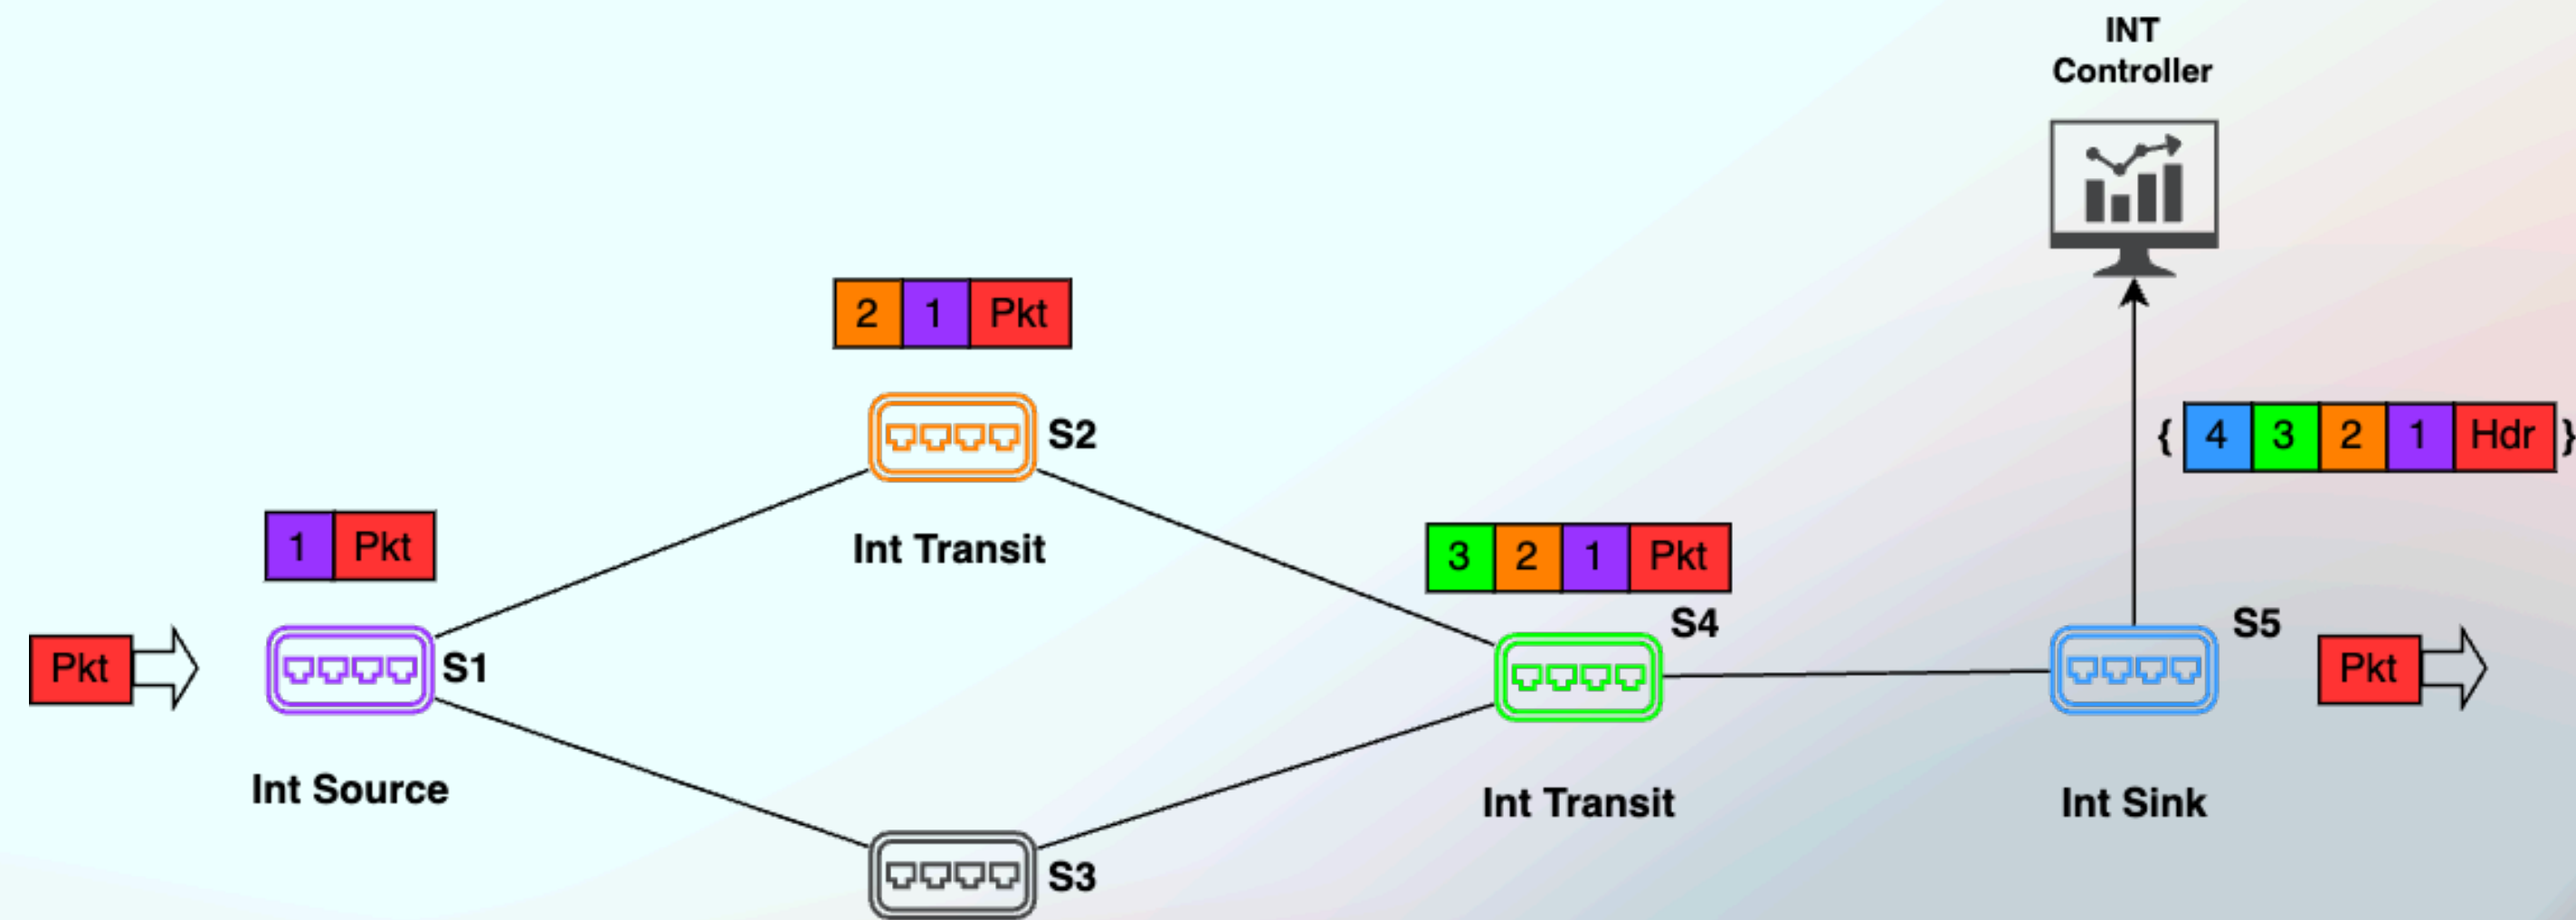 INT
Controller
2 1 Pkt
S2
{ 4 3 2 1 Hdr }
Int Transit
1 Pkt
3 2 1 Pkt
S4
S5
Pkt
S1
Pkt
Int Source
Int Transit
Int Sink
S3